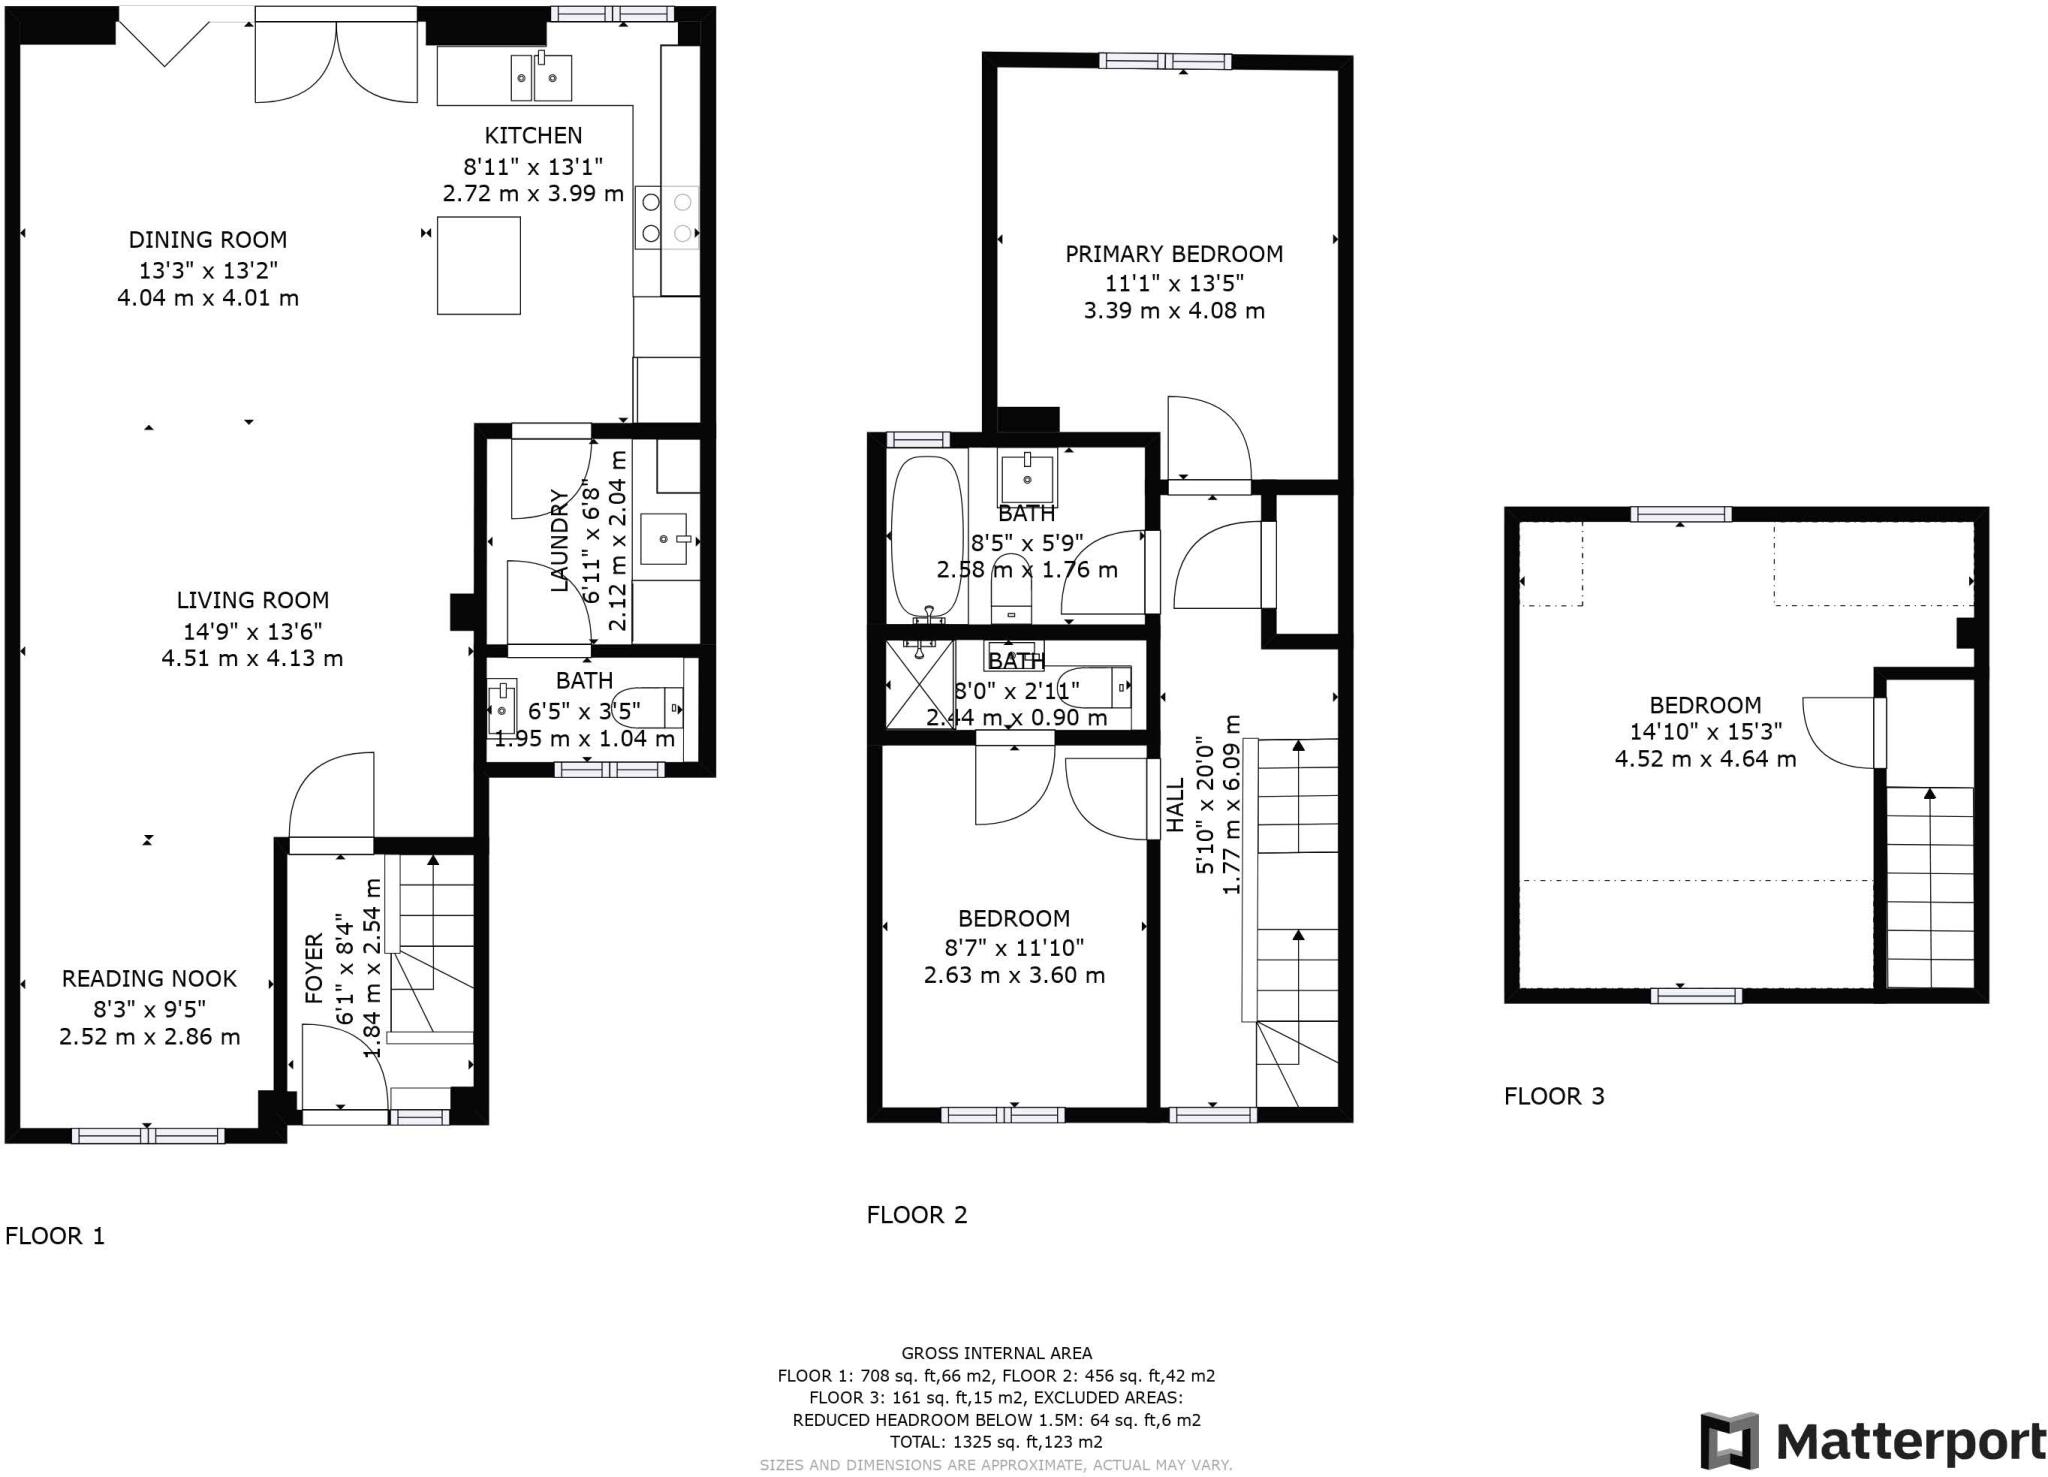 KITCHEN
8'11" x 13'1"
2.72 m x 3.99 m
DINING ROOM
13'3" x 13'2"
4.04 m x 4.01 m
LAUNDRY
6'11" x 6'8"
2.12 m x 2.04 m
LIVING ROOM
14'9" x 13'6"
4.51 m x 4.13 m
BATH
6'5" x 3'5"
1.95 m x 1.04 m
FOYER
6'1" x 8'4"
1.84 m x 2.54 m
READING NOOK
8'3" x 9'5"
2.52 m x 2.86 m
FLOOR 1
PRIMARY BEDROOM
11'1" x 13'5"
3.39 m x 4.08 m
BATH
8'5" x 5'9"
2.58 m x 1.76 m
BATH
8'0" x 2'11"
2.44 m x 0.90 m
HALL
5'10" x 20'0"
1.77 m x 6.09 m
BEDROOM
8'7" x 11'10"
2.63 m x 3.60 m
FLOOR 2
BEDROOM
14'10" x 15'3"
4.52 m x 4.64 m
FLOOR 3
GROSS INTERNAL AREA
FLOOR 1: 708 sq. ft,66 m2, FLOOR 2: 456 sq. ft,42 m2
FLOOR 3: 161 sq. ft,15 m2, EXCLUDED AREAS:
REDUCED HEADROOM BELOW 1.5M: 64 sq. ft,6 m2
TOTAL: 1325 sq. ft,123 m2
SIZES AND DIMENSIONS ARE APPROXIMATE, ACTUAL MAY VARY.
Matterport